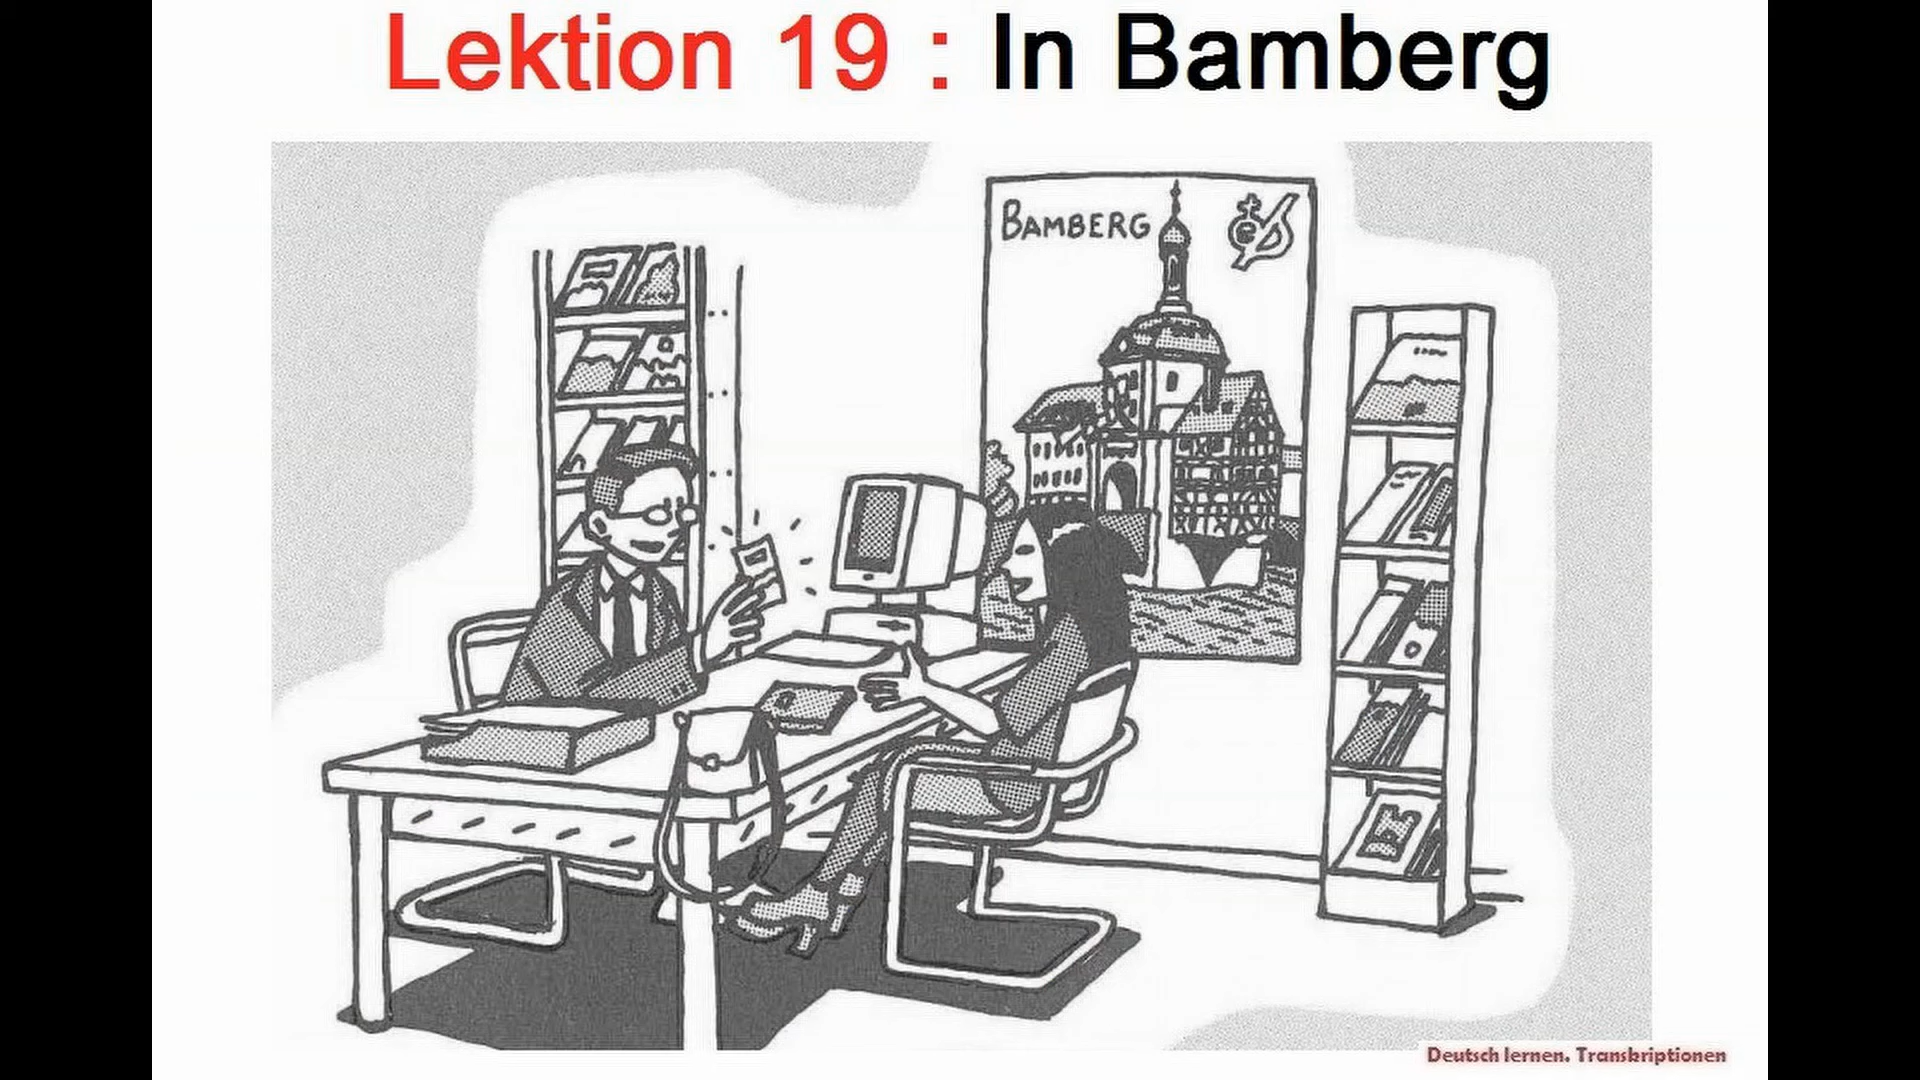 Lektion 19 : In Bamberg
BAMBERG
Deutsch lernen. Transkriptionen